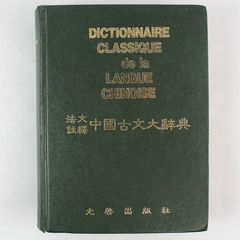 DICTIONNAIRE
CLASSIQUE
de la
LANGUE
CHINOISE
法文
註釋 中國古文大辭典
光啓出版社